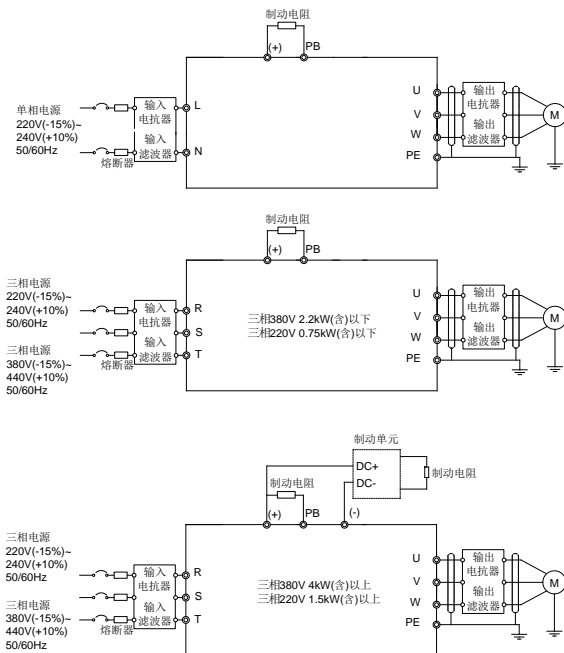 制动电阻
(+)
PB
单相电源
220V(-15%)~
240V(+10%)
50/60Hz
熔断器
输入
电抗器
输入
滤波器
L
N
U
V
W
PE
输出
电抗器
输出
滤波器
M
制动电阻
(+)
PB
三相电源
220V(-15%)~
240V(+10%)
50/60Hz
三相电源
380V(-15%)~
440V(+10%)
50/60Hz
熔断器
输入
电抗器
输入
滤波器
R
S
T
三相380V 2.2kW(含)以下
三相220V 0.75kW(含)以下
U
V
W
PE
输出
电抗器
输出
滤波器
M
制动单元
DC+
DC-
制动电阻
制动电阻
(+)
PB
(-)
三相电源
220V(-15%)~
240V(+10%)
50/60Hz
三相电源
380V(-15%)~
440V(+10%)
50/60Hz
熔断器
输入
电抗器
输入
滤波器
R
S
T
三相380V 4kW(含)以上
三相220V 1.5kW(含)以上
U
V
W
PE
输出
电抗器
输出
滤波器
M